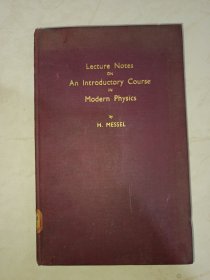 Lecture Notes
ON
An Introductory Course
IN
Modern Physics
by
H. MESSEL